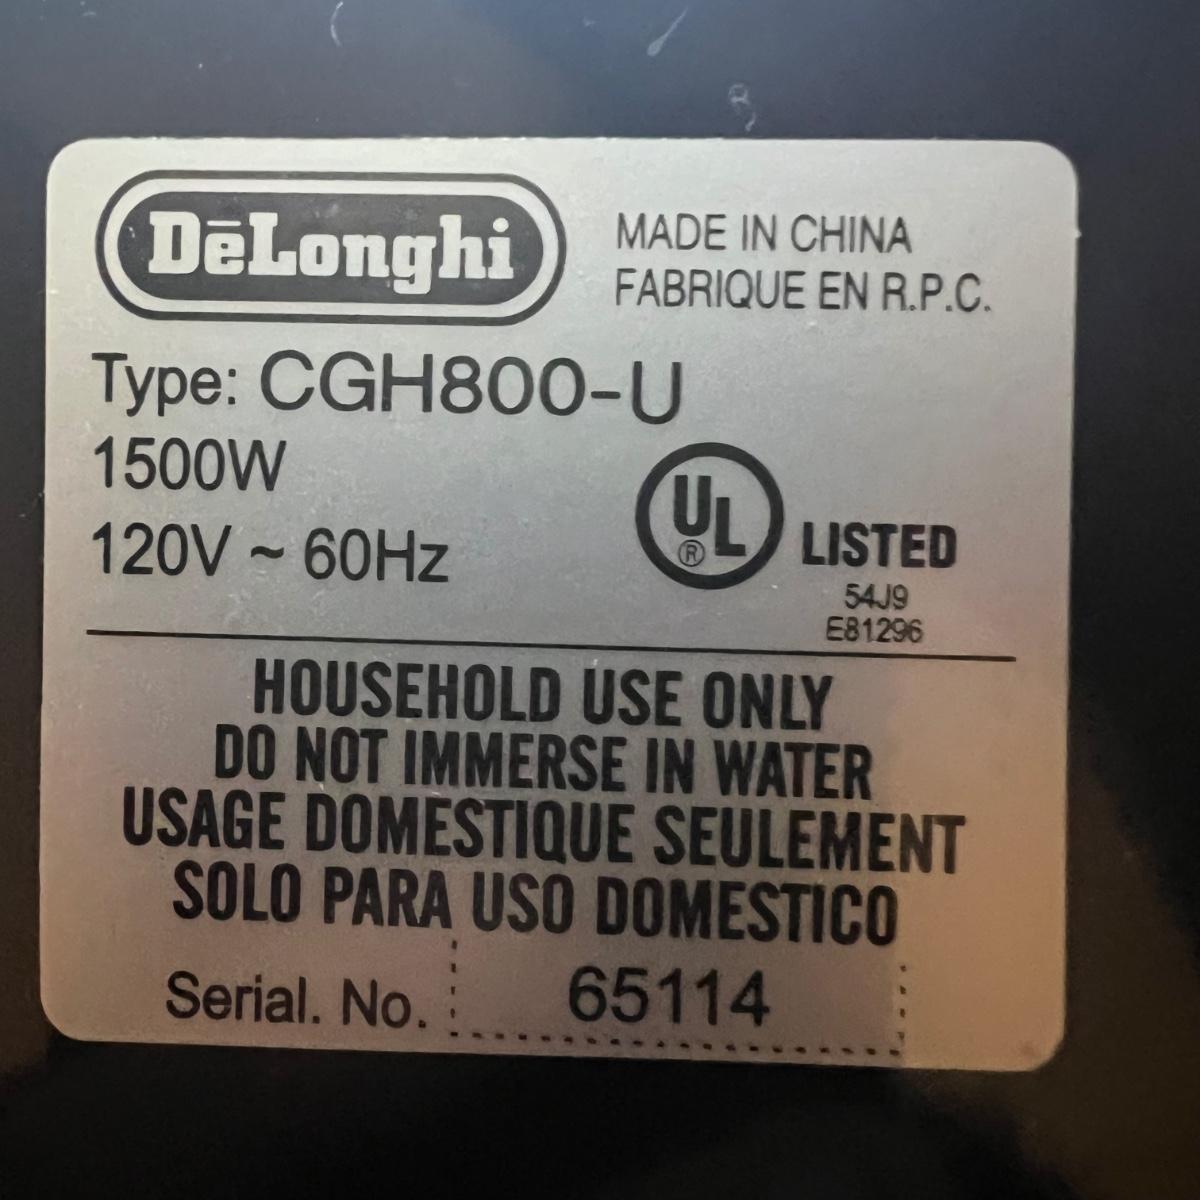 DēLonghi
MADE IN CHINA
FABRIQUE EN R.P.C.
Type: CGH800-U
1500W
120V ~ 60Hz
UL ® LISTED
54J9
E81296
HOUSEHOLD USE ONLY
DO NOT IMMERSE IN WATER
USAGE DOMESTIQUE SEULEMENT
SOLO PARA USO DOMESTICO
Serial. No. 65114